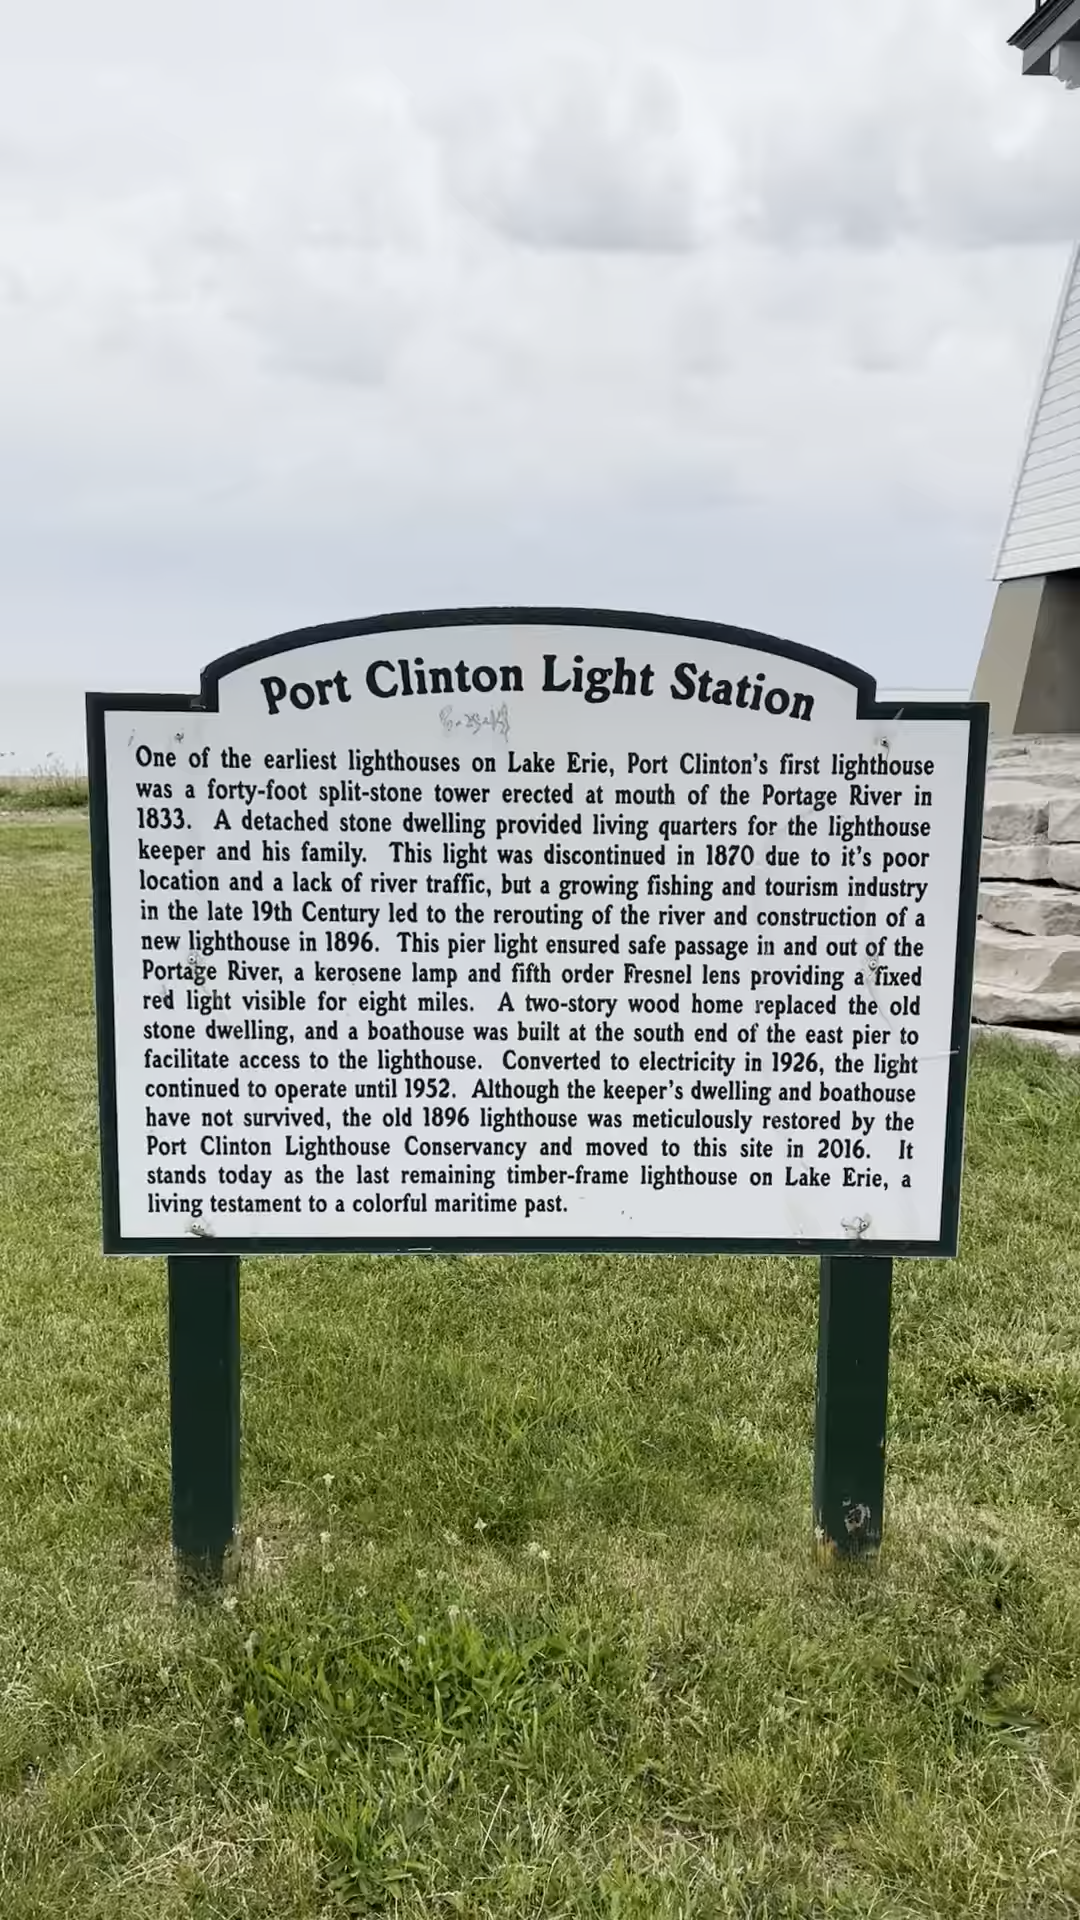 Port Clinton Light Station
One of the earliest lighthouses on Lake Erie, Port Clinton's first lighthouse
was a forty-foot split-stone tower erected at mouth of the Portage River in
1833. A detached stone dwelling provided living quarters for the lighthouse
keeper and his family. This light was discontinued in 1870 due to it's poor
location and a lack of river traffic, but a growing fishing and tourism industry
in the late 19th Century led to the rerouting of the river and construction of a
new lighthouse in 1896. This pier light ensured safe passage in and out of the
Portage River, a kerosene lamp and fifth order Fresnel lens providing a fixed
red light visible for eight miles. A two-story wood home replaced the old
stone dwelling, and a boathouse was built at the south end of the east pier to
facilitate access to the lighthouse. Converted to electricity in 1926, the light
continued to operate until 1952. Although the keeper's dwelling and boathouse
have not survived, the old 1896 lighthouse was meticulously restored by the
Port Clinton Lighthouse Conservancy and moved to this site in 2016. It
stands today as the last remaining timber-frame lighthouse on Lake Erie, a
living testament to a colorful maritime past.